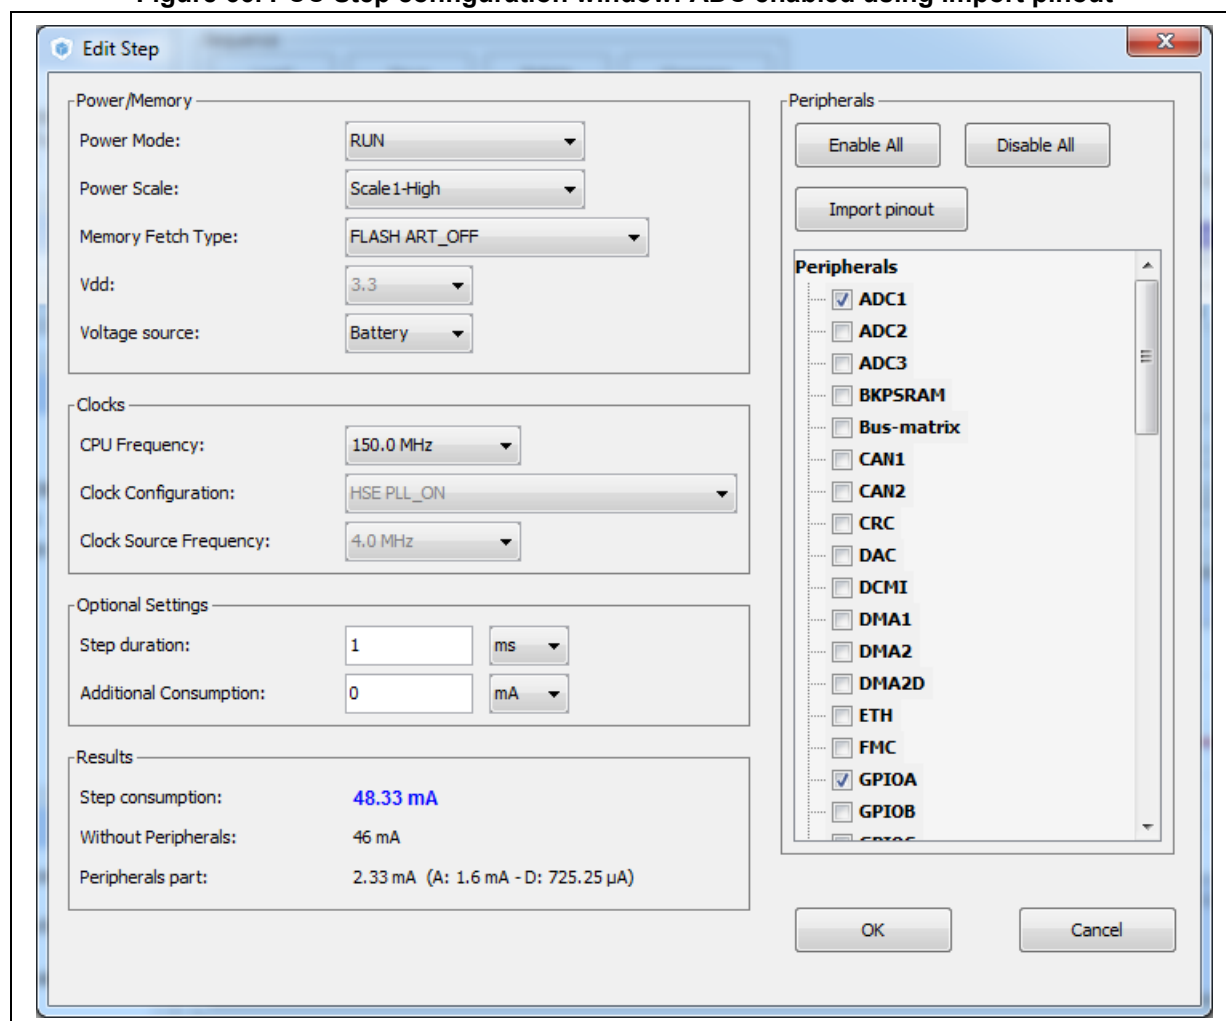 Edit Step
Power/Memory
Power Mode: RUN
Power Scale: Scale1-High
Memory Fetch Type: FLASH ART_OFF
Vdd: 3.3
Voltage source: Battery
Clocks
CPU Frequency: 150.0 MHz
Clock Configuration: HSE PLL_ON
Clock Source Frequency: 4.0 MHz
Optional Settings
Step duration: 1 ms
Additional Consumption: 0 mA
Results
Step consumption: 48.33 mA
Without Peripherals: 46 mA
Peripherals part: 2.33 mA (A: 1.6 mA - D: 725.25 µA)
Peripherals
Enable All Disable All
Import pinout
Peripherals
ADC1
ADC2
ADC3
BKPSRAM
Bus-matrix
CAN1
CAN2
CRC
DAC
DCMI
DMA1
DMA2
DMA2D
ETH
FMC
GPIOA
GPIOB
OK Cancel